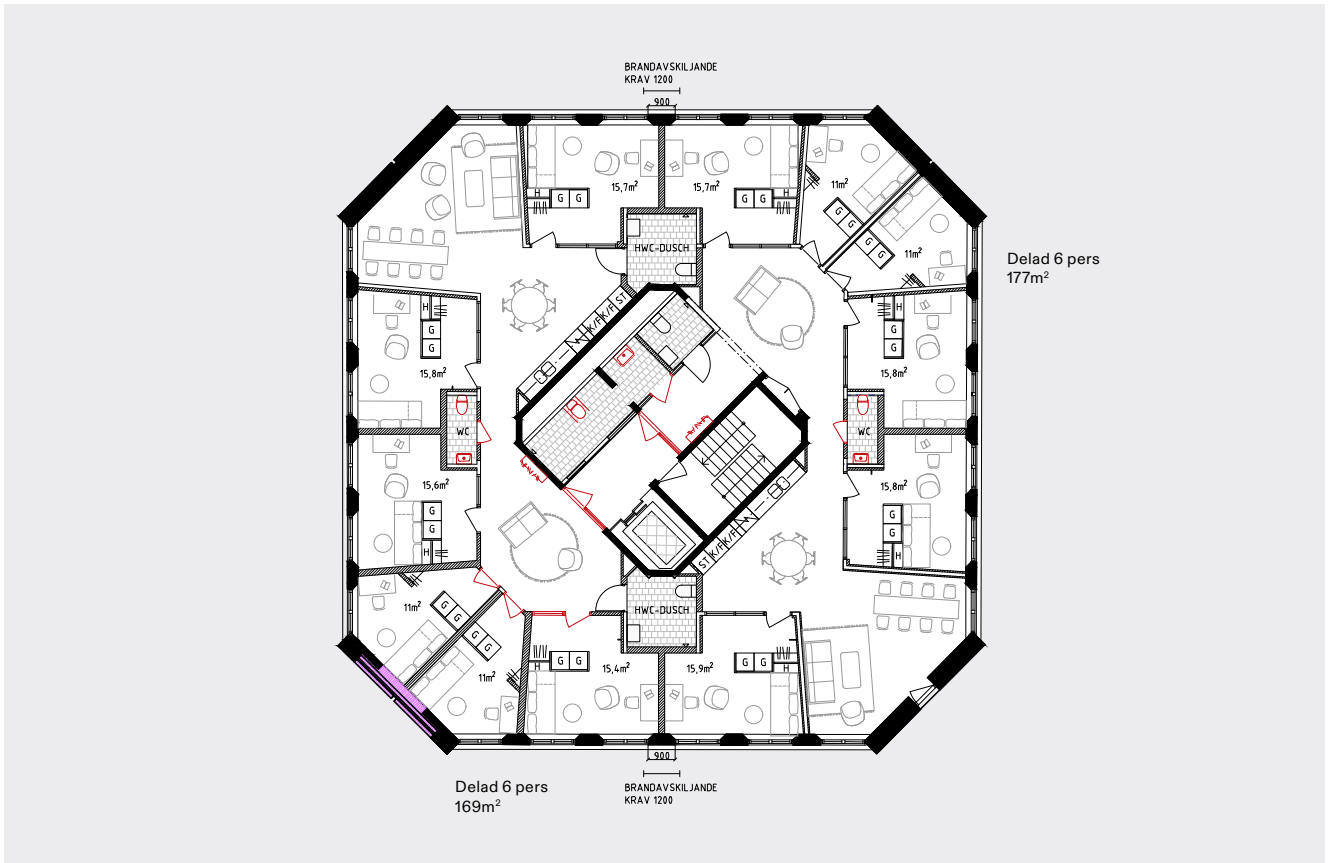 BRANDAVSKILJANDE
KRAV 1200
900
15,7m²
15,7m²
11m²
H
G G
G G
H
G G
G G
11m²
HWC-DUSCH
Delad 6 pers
177m²
ST
K/F
K/F
H
G
G
15,8m²
H
G
G
15,8m²
WC
WC
15,6m²
G
G
H
15,8m²
G
G
H
ST
K/F
K/F
11m²
G G
G G
HWC-DUSCH
11m²
H
G G
15,4m²
15,9m²
G G
H
900
Delad 6 pers
169m²
BRANDAVSKILJANDE
KRAV 1200